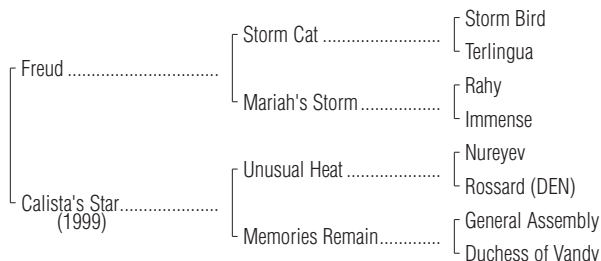 Storm Bird
Storm Cat ........................
Terlingua
Freud ...............................
Rahy
Mariah's Storm ................
Immense
Nureyev
Unusual Heat ...................
Rossard (DEN)
Calista's Star....................
(1999)
General Assembly
Memories Remain.............
Duchess of Vandy